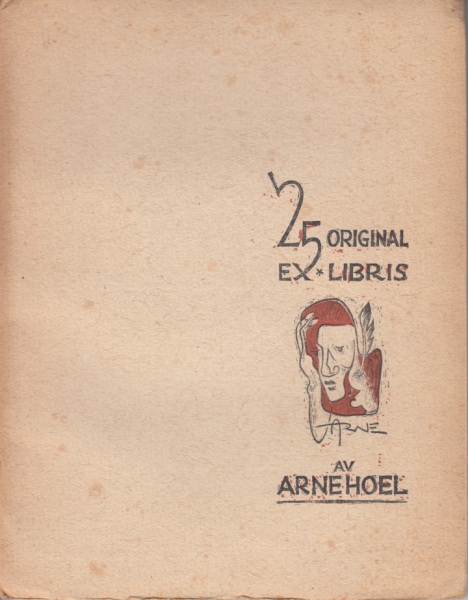 25 ORIGINAL
EX*LIBRIS
ARNE
AV
ARNE HOEL